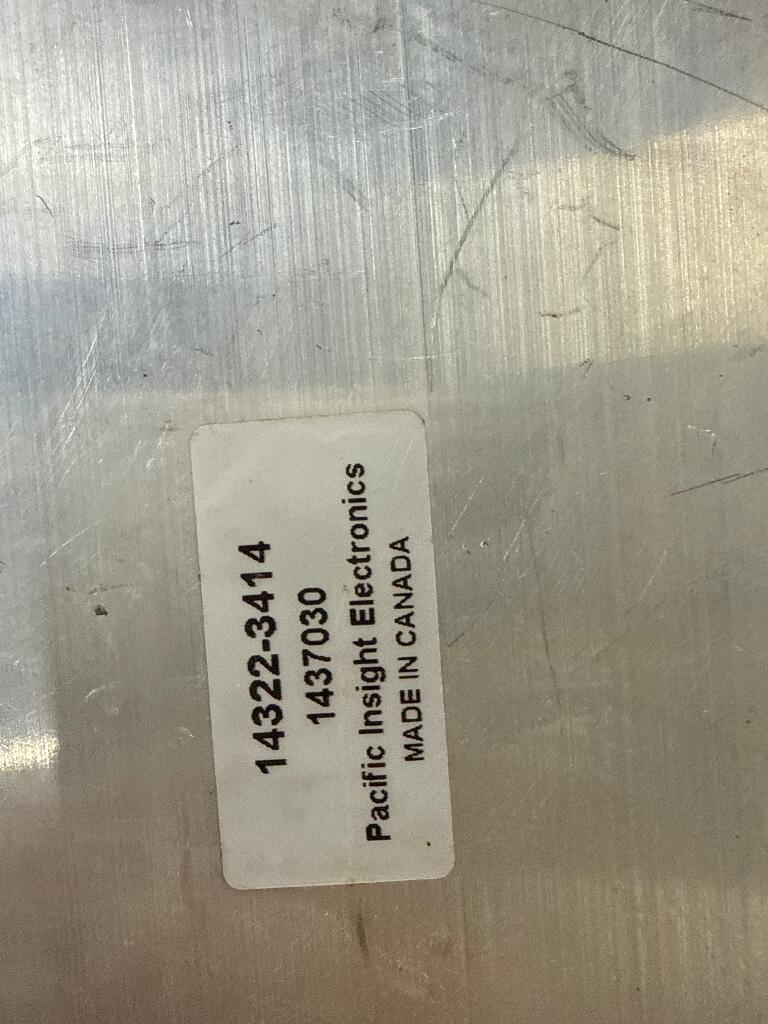 14322-3414
1437030
Pacific Insight Electronics
MADE IN CANADA